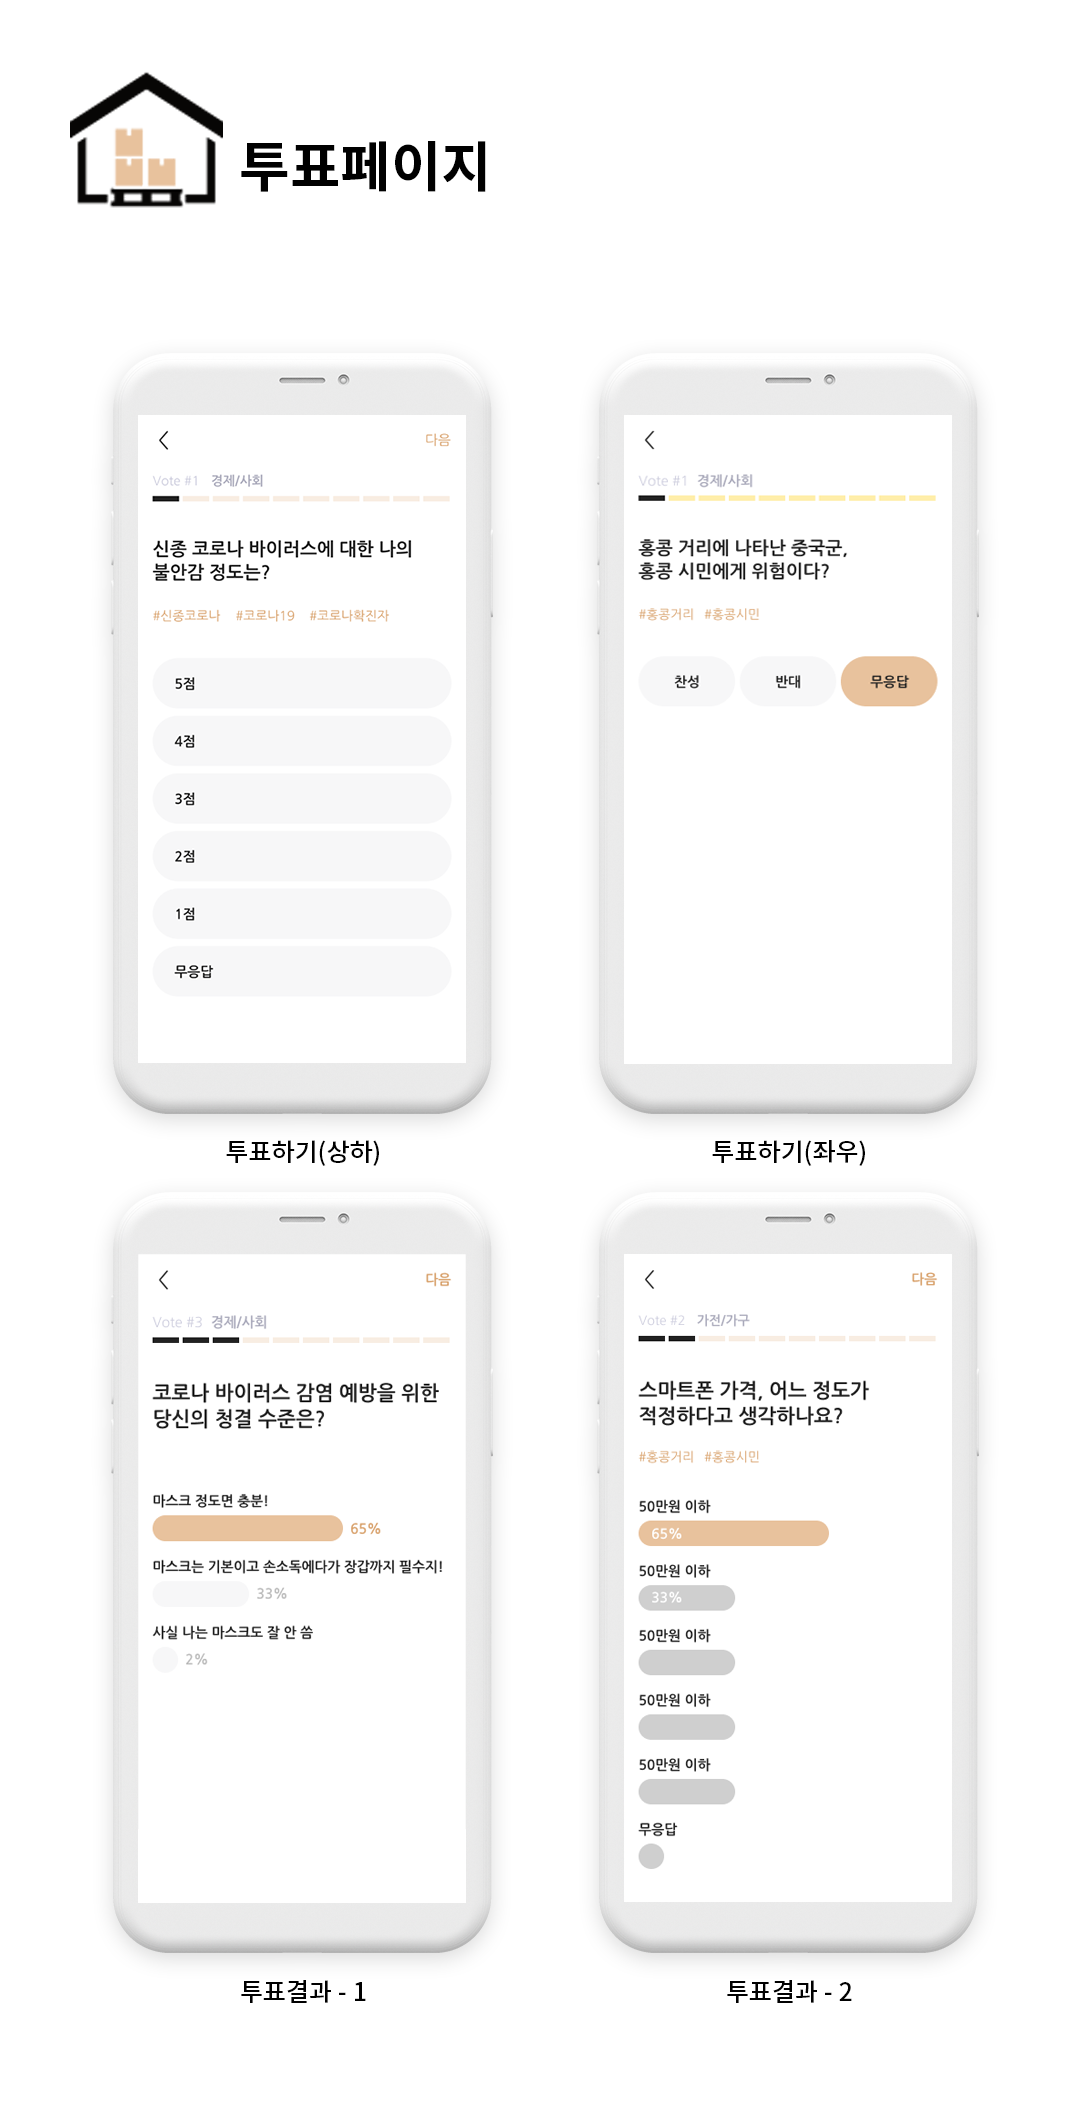 투표페이지
다음
Vote #1 경제/사회
신종 코로나 바이러스에 대한 나의
불안감 정도는?
#신종코로나 #코로나19 #코로나확진자
5점
4점
3점
2점
1점
무응답
투표하기(상하)
Vote #1 경제/사회
홍콩 거리에 나타난 중국군,
홍콩 시민에게 위험이다?
#홍콩거리 #홍콩시민
찬성 반대 무응답
투표하기(좌우)
다음
Vote #3 경제/사회
코로나 바이러스 감염 예방을 위한
당신의 청결 수준은?
마스크 정도면 충분!
65%
마스크는 기본이고 손소독에다가 장갑까지 필수지!
33%
사실 나는 마스크도 잘 안 씀
2%
투표결과 - 1
다음
Vote #2 가전/가구
스마트폰 가격, 어느 정도가
적정하다고 생각하나요?
#홍콩거리 #홍콩시민
50만원 이하
65%
50만원 이하
33%
50만원 이하
50만원 이하
50만원 이하
무응답
투표결과 - 2